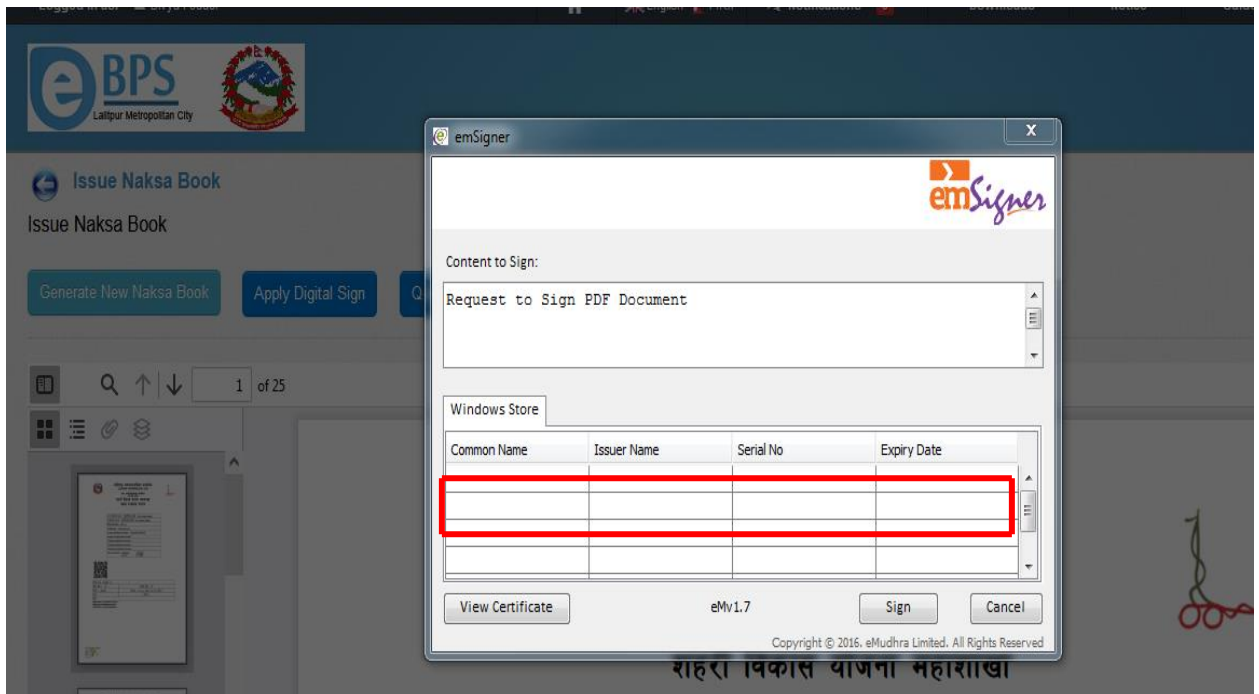 BPS
Lalitpur Metropolitan City
Issue Naksa Book
Issue Naksa Book
Generate New Naksa Book
Apply Digital Sign
Q
1 of 25
emSigner
X
emSigner
Content to Sign:
Request to Sign PDF Document
Windows Store
Common Name Issuer Name Serial No Expiry Date
View Certificate eMv1.7 Sign Cancel
Copyright © 2016. eMudhra Limited. All Rights Reserved
शहरी विकास योजना महाशाखा